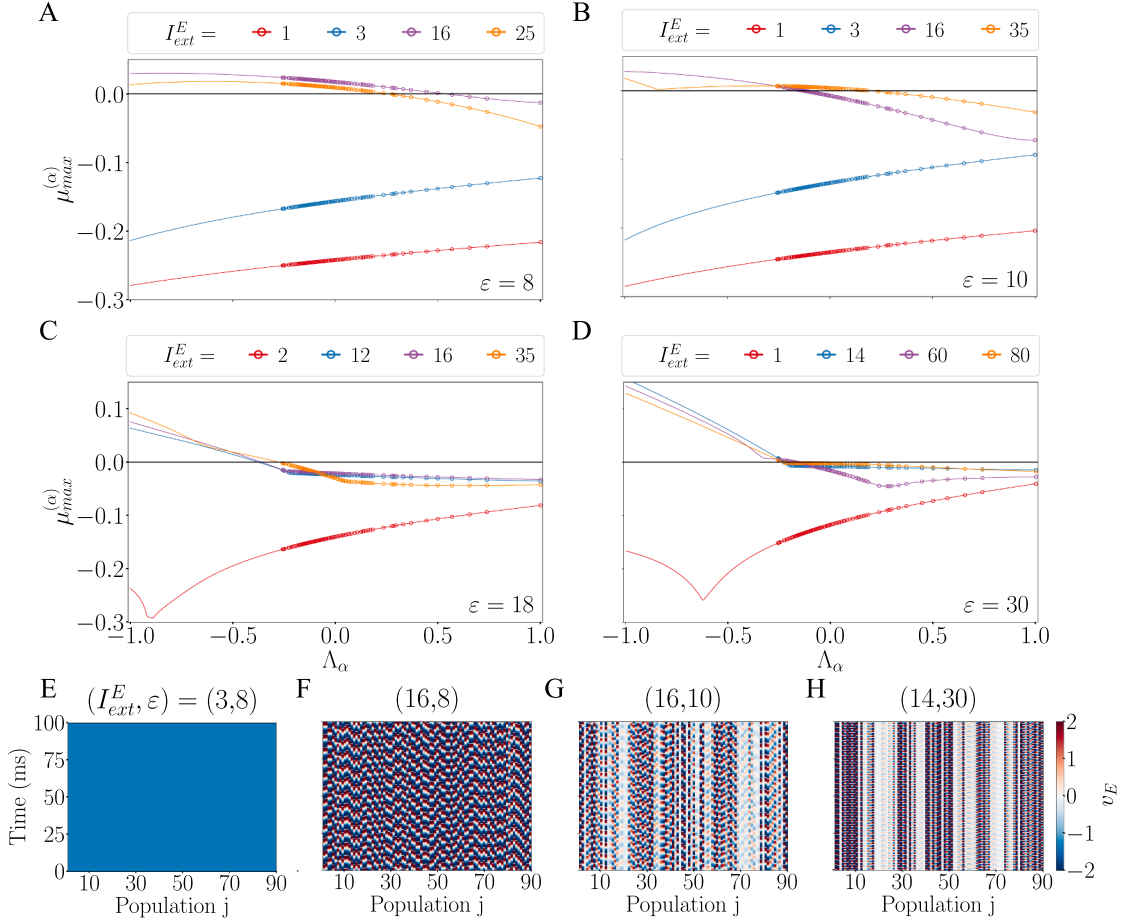 A
I^E_ext = 1 3 16 25
B
I^E_ext = 1 3 16 35
μ^(α)_max
0.0
−0.1
−0.2
−0.3
ε = 8
ε = 10
C
I^E_ext = 2 12 16 35
D
I^E_ext = 1 14 60 80
μ^(α)_max
0.1
0.0
−0.1
−0.2
−0.3
ε = 18
ε = 30
−1.0 −0.5 0.0 0.5 1.0
−1.0 −0.5 0.0 0.5 1.0
Λ_α
Λ_α
E
(I^E_ext, ε) = (3,8)
F
(16,8)
G
(16,10)
H
(14,30)
Time (ms)
100
75
50
25
0
10 30 50 70 90
Population j
10 30 50 70 90
Population j
10 30 50 70 90
Population j
10 30 50 70 90
Population j
2
1
0
−1
−2
v_E